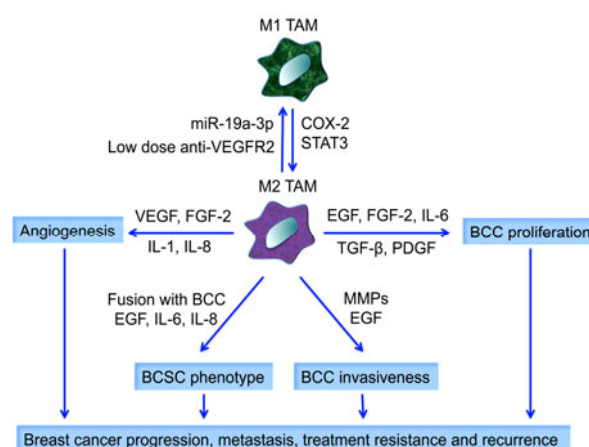 M1 TAM
miR-19a-3p
Low dose anti-VEGFR2
COX-2
STAT3
M2 TAM
VEGF, FGF-2
IL-1, IL-8
EGF, FGF-2, IL-6
TGF-β, PDGF
Angiogenesis
BCC proliferation
Fusion with BCC
EGF, IL-6, IL-8
MMPs
EGF
BCSC phenotype
BCC invasiveness
Breast cancer progression, metastasis, treatment resistance and recurrence